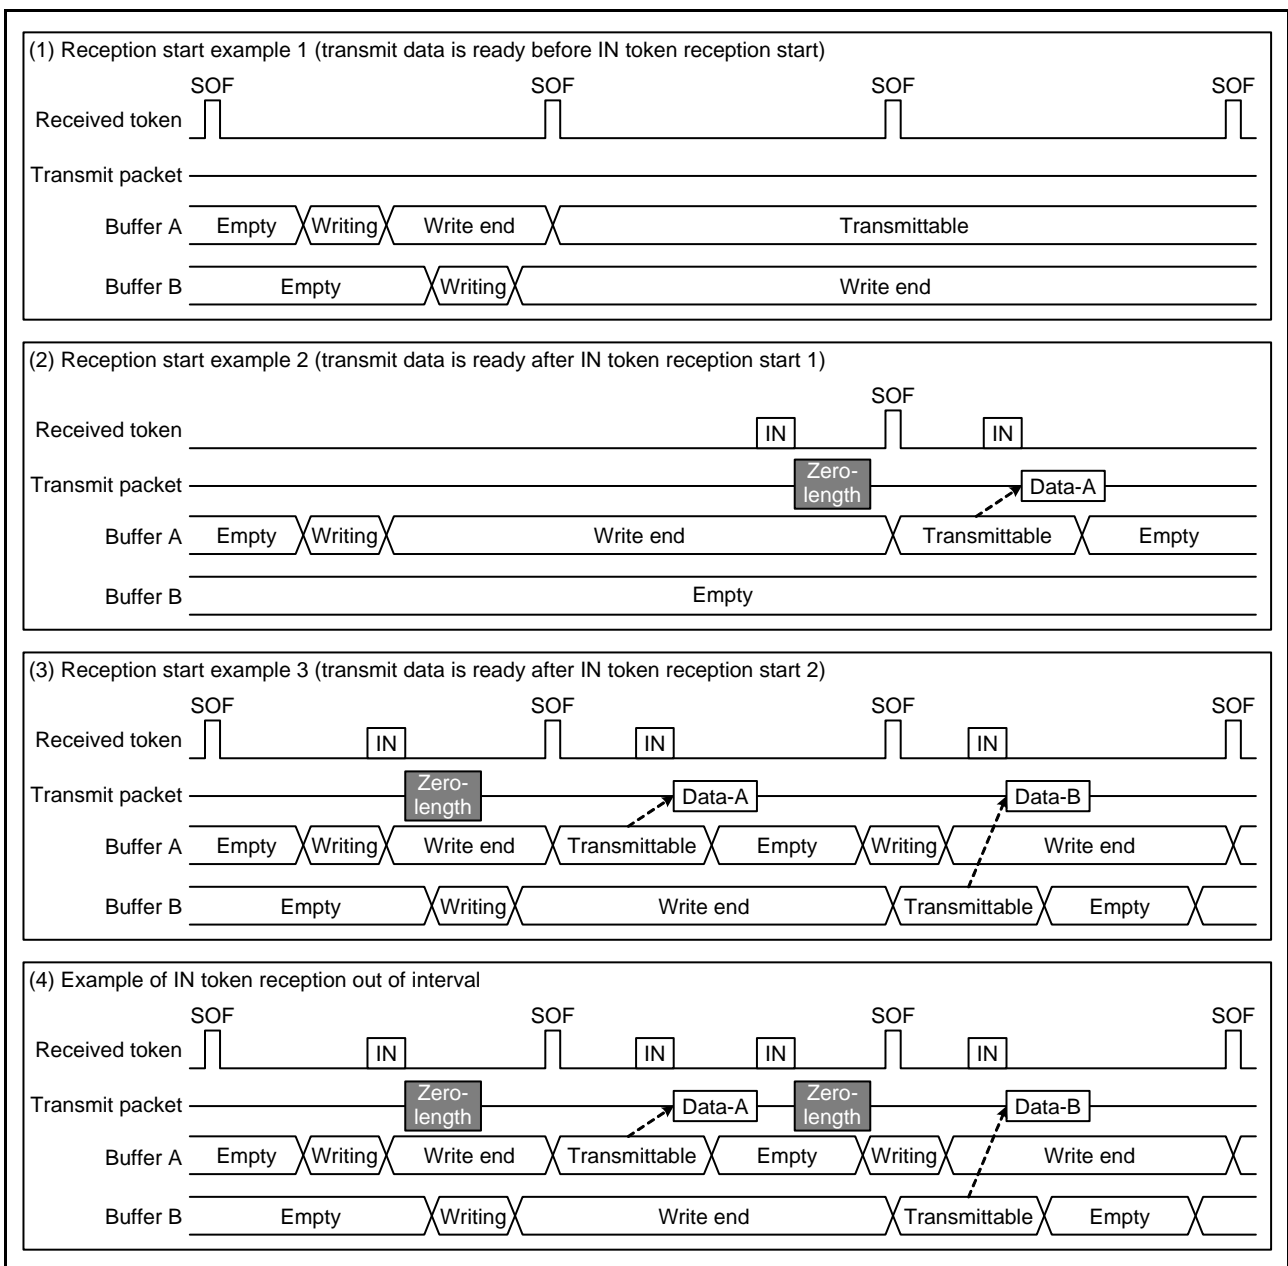 (1) Reception start example 1 (transmit data is ready before IN token reception start)
SOF SOF SOF SOF
Received token
Transmit packet
Buffer A Empty Writing Write end Transmittable
Buffer B Empty Writing Write end
(2) Reception start example 2 (transmit data is ready after IN token reception start 1)
SOF
Received token IN IN
Transmit packet Zero-length Data-A
Buffer A Empty Writing Write end Transmittable Empty
Buffer B Empty
(3) Reception start example 3 (transmit data is ready after IN token reception start 2)
SOF SOF SOF SOF
Received token IN IN IN
Transmit packet Zero-length Data-A Data-B
Buffer A Empty Writing Write end Transmittable Empty Writing Write end
Buffer B Empty Writing Write end Transmittable Empty
(4) Example of IN token reception out of interval
SOF SOF SOF SOF
Received token IN IN IN IN
Transmit packet Zero-length Data-A Zero-length Data-B
Buffer A Empty Writing Write end Transmittable Empty Writing Write end
Buffer B Empty Writing Write end Transmittable Empty